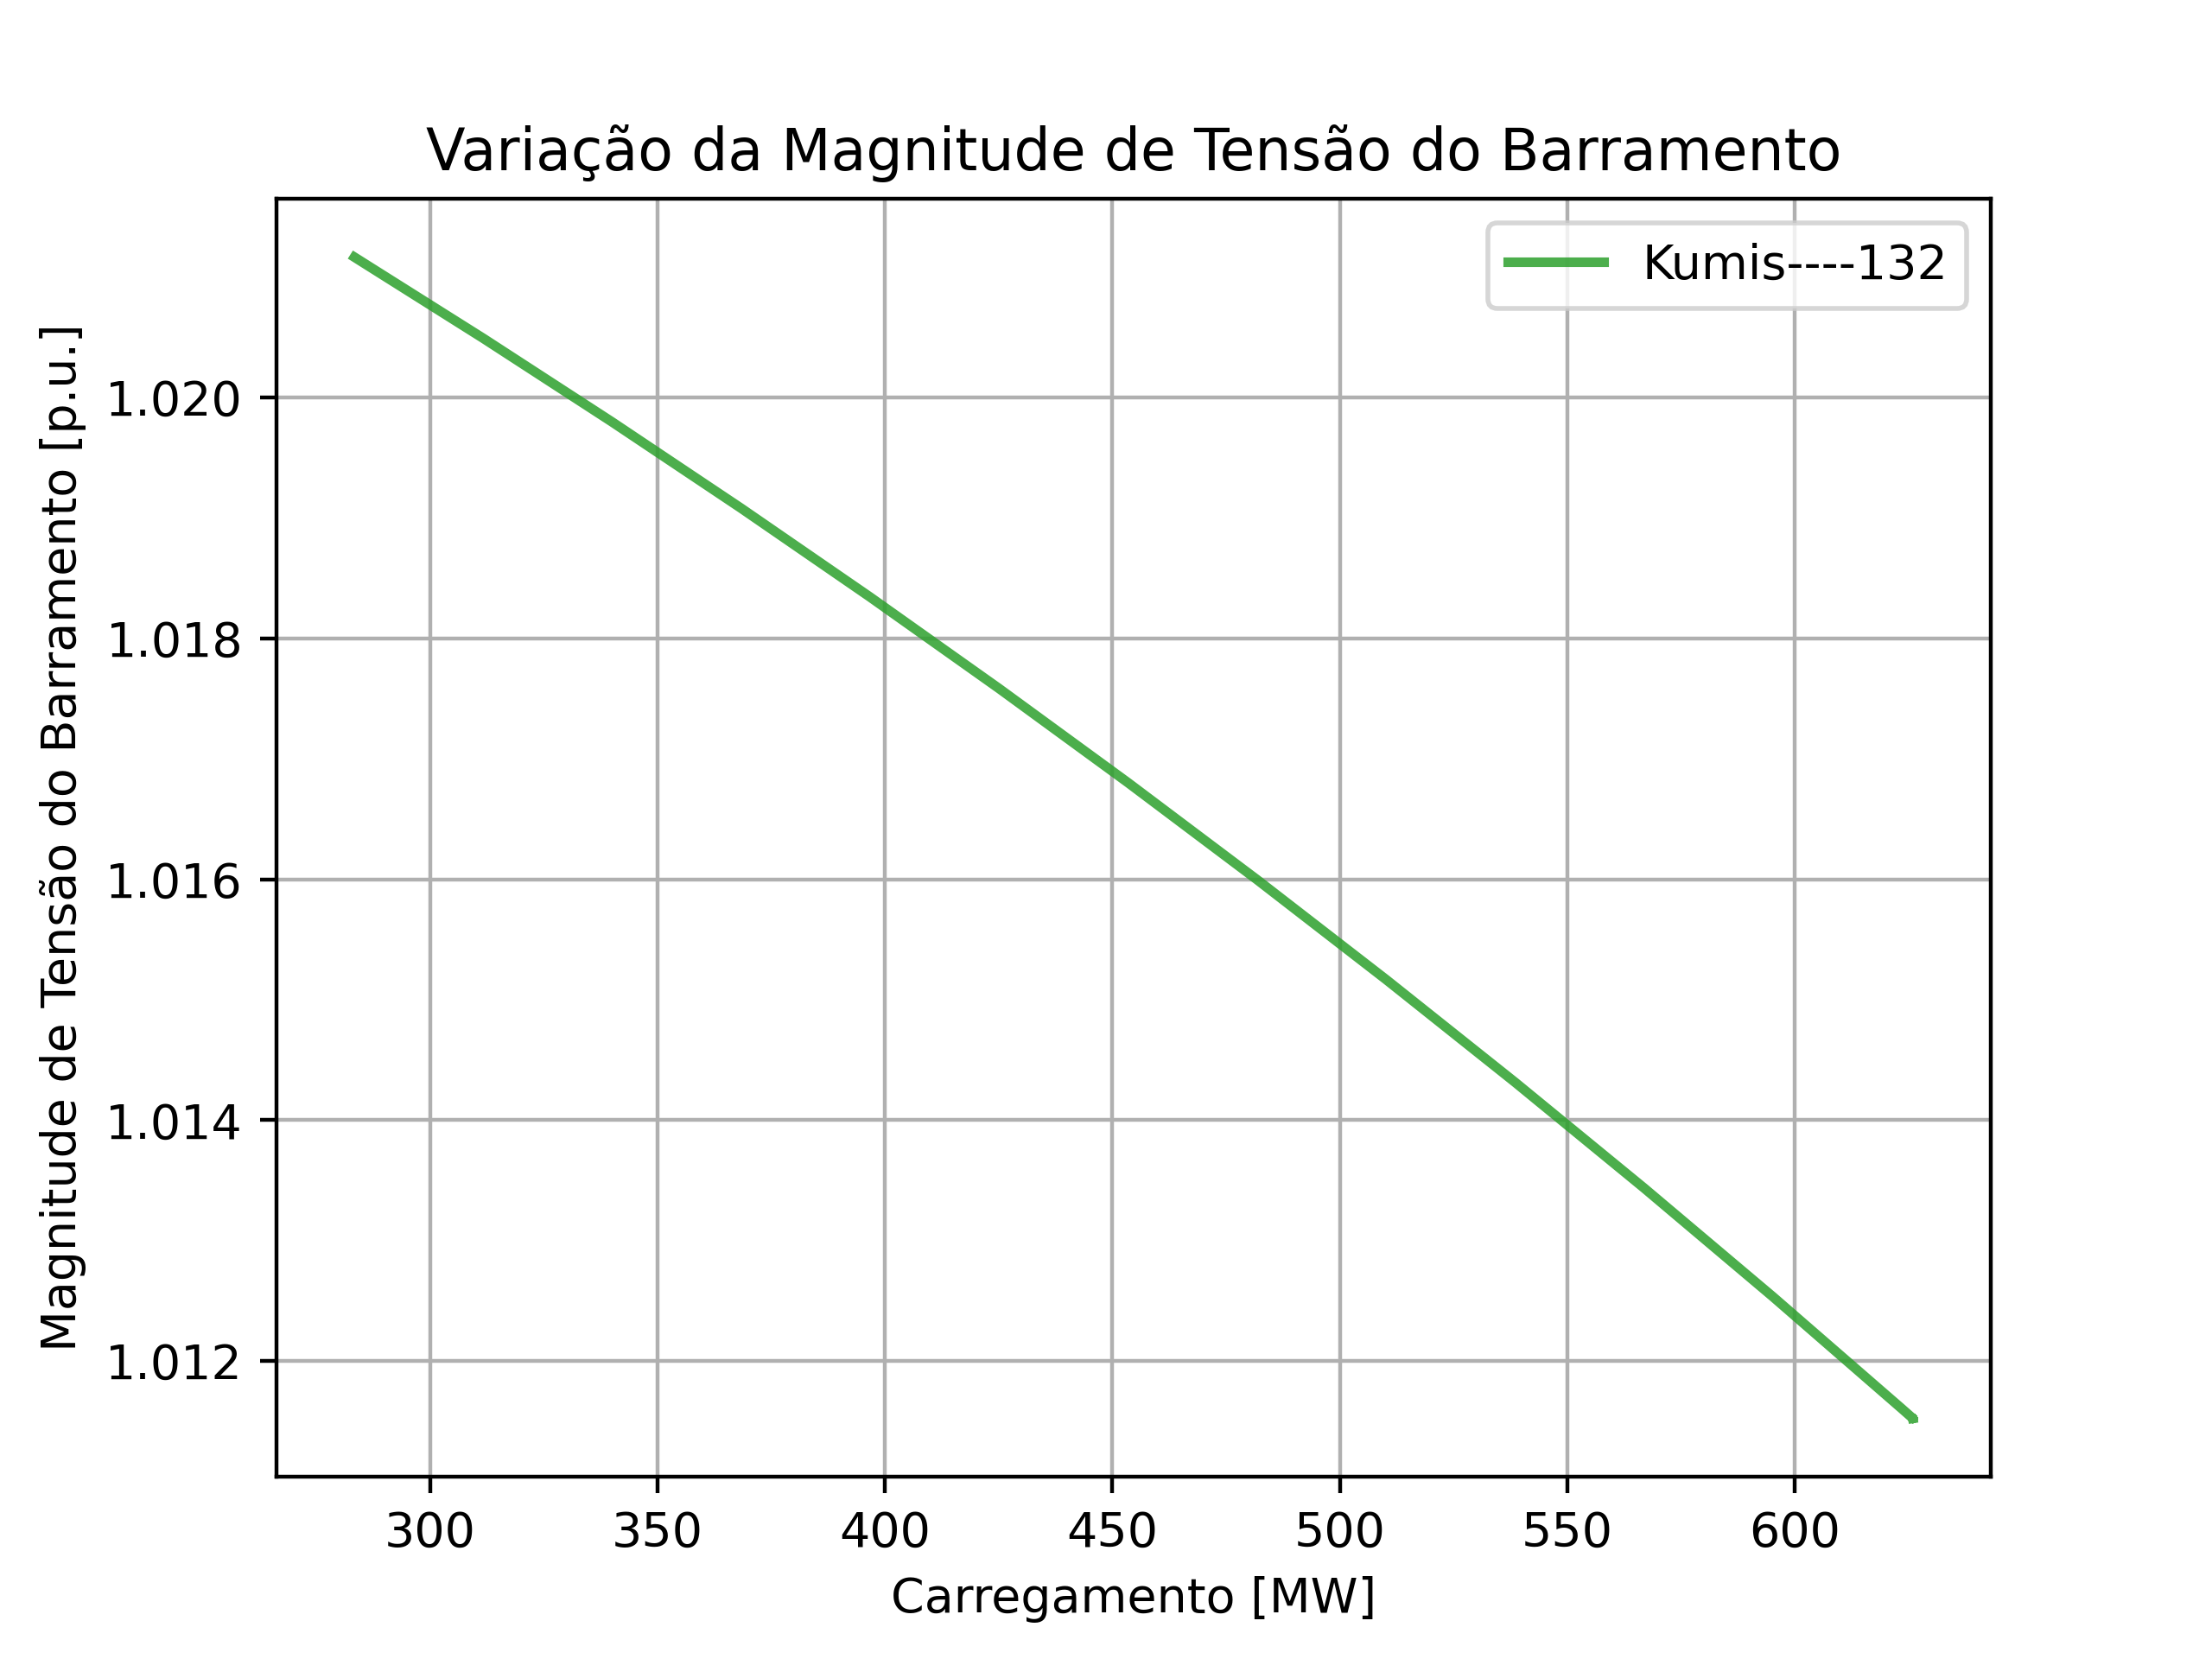 Variação da Magnitude de Tensão do Barramento
Kumis----132
Magnitude de Tensão do Barramento [p.u.]
1.020
1.018
1.016
1.014
1.012
300 350 400 450 500 550 600
Carregamento [MW]